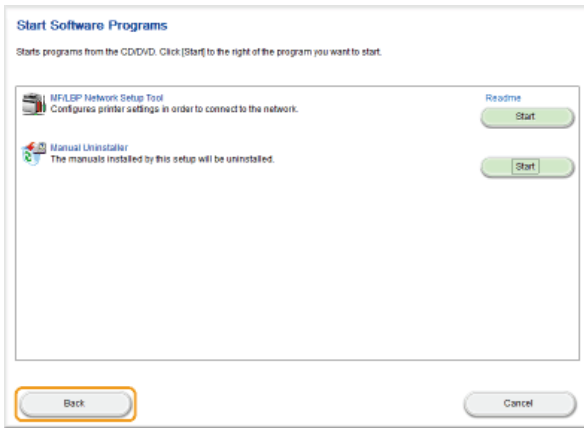 Start Software Programs
Starts programs from the CD/DVD. Click [Start] to the right of the program you want to start.
MF/LBP Network Setup Tool
Readme
Configures printer settings in order to connect to the network.
Start
Manual Uninstaller
The manuals installed by this setup will be uninstalled.
Start
Back
Cancel